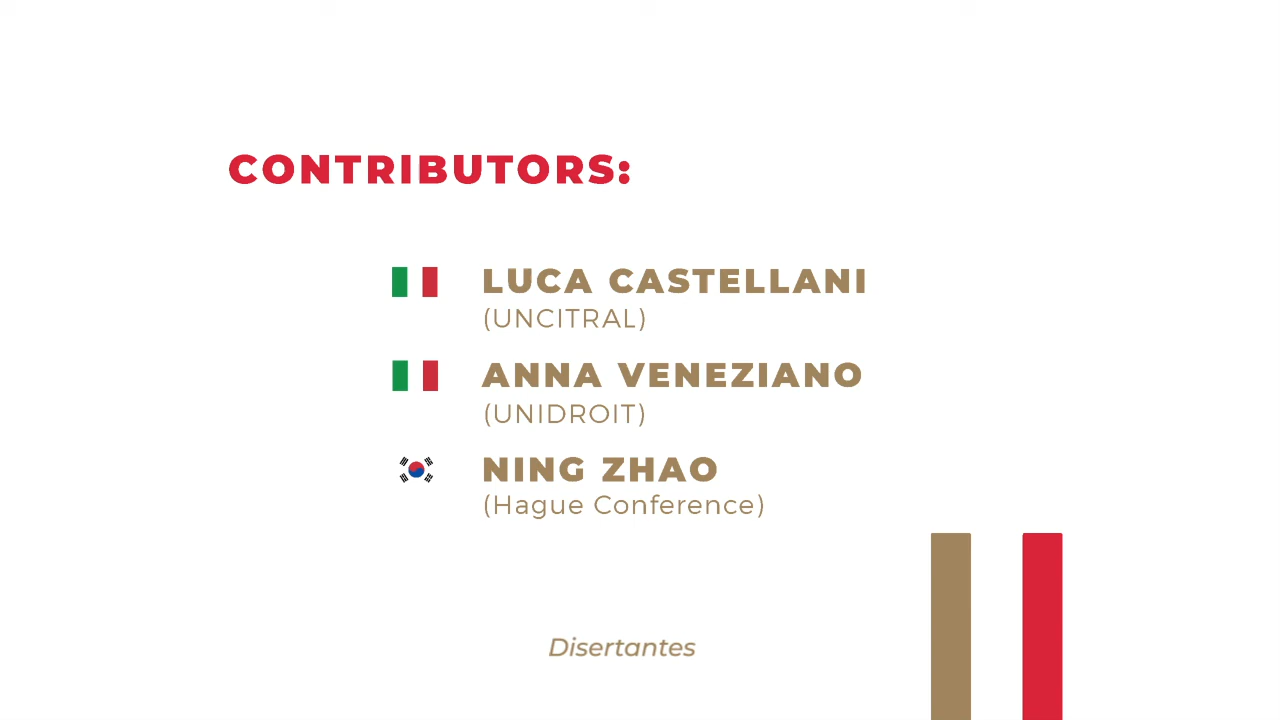 CONTRIBUTORS:
LUCA CASTELLANI
(UNCITRAL)
ANNA VENEZIANO
(UNIDROIT)
NING ZHAO
(Hague Conference)
Disertantes